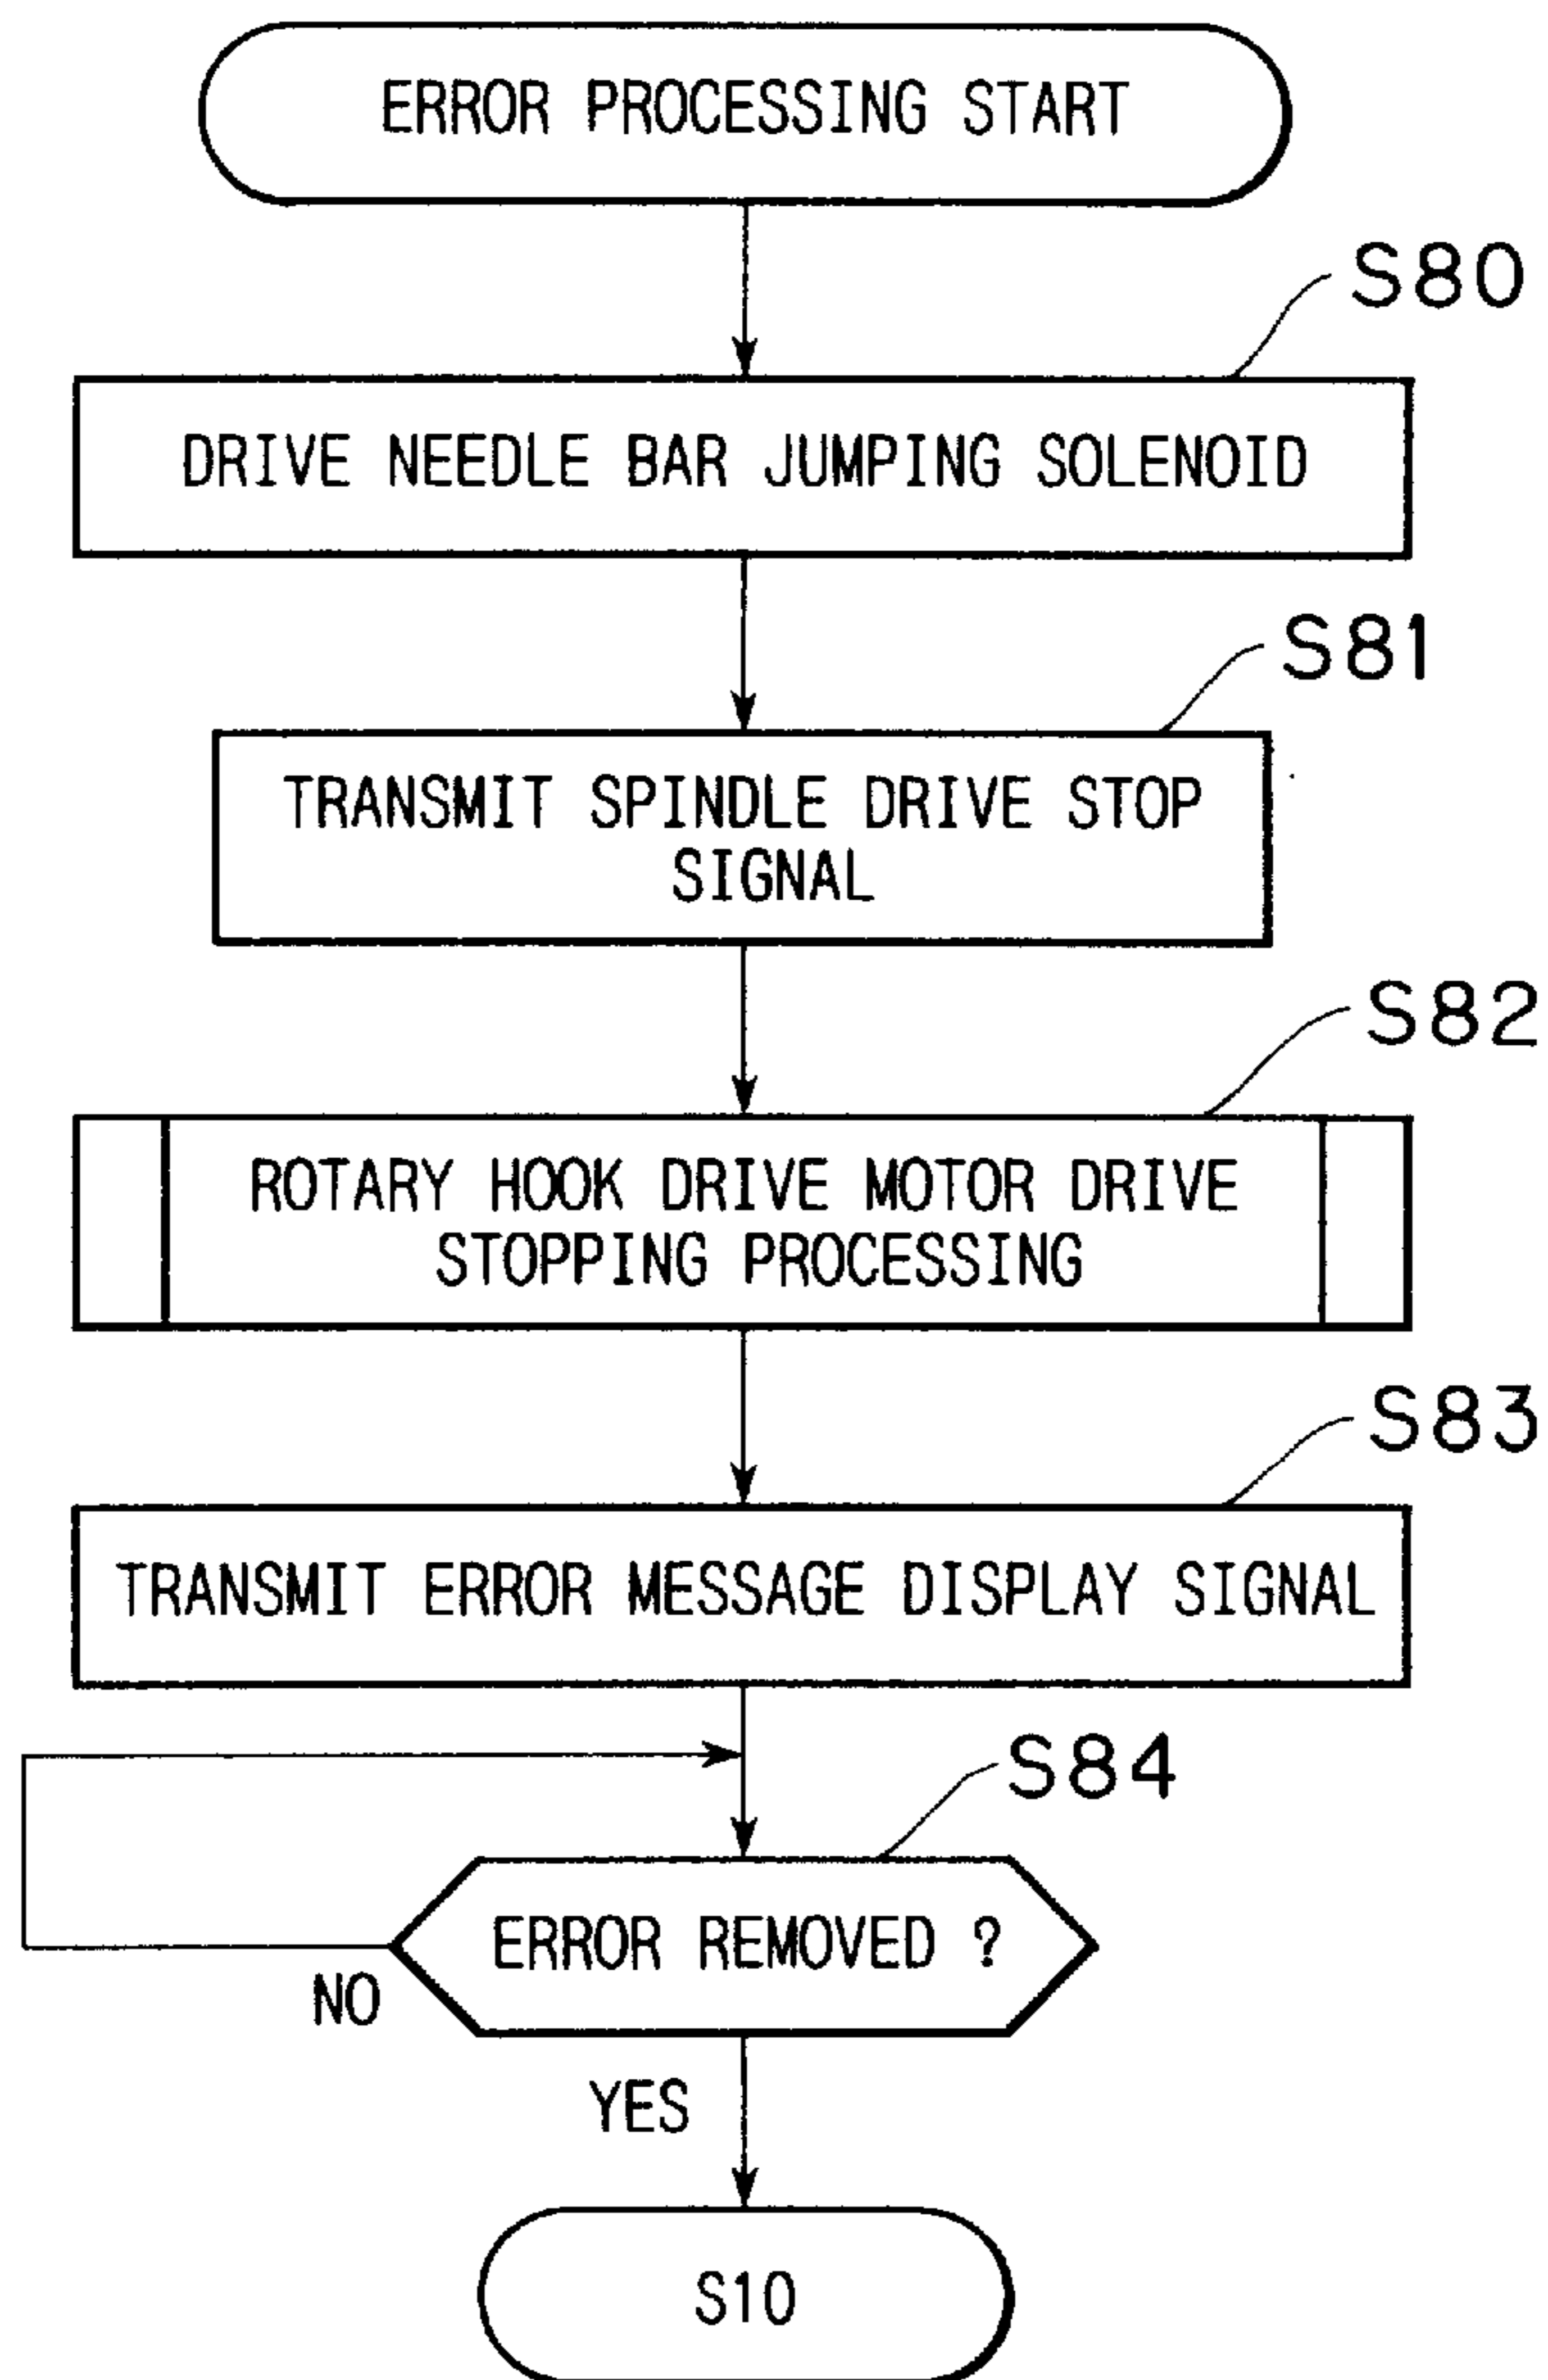 ERROR PROCESSING START
S80
DRIVE NEEDLE BAR JUMPING SOLENOID
S81
TRANSMIT SPINDLE DRIVE STOP
SIGNAL
S82
ROTARY HOOK DRIVE MOTOR DRIVE
STOPPING PROCESSING
S83
TRANSMIT ERROR MESSAGE DISPLAY SIGNAL
S84
ERROR REMOVED ?
NO
YES
S10